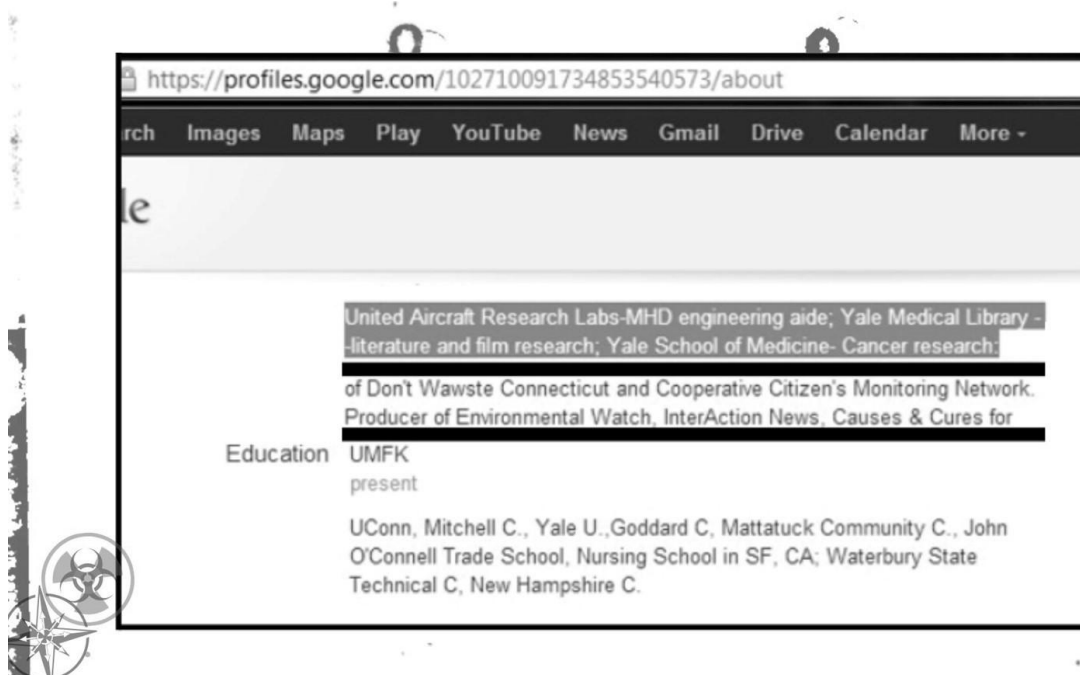 https://profiles.google.com/102710091734853540573/about
rch Images Maps Play YouTube News Gmail Drive Calendar More
le
United Aircraft Research Labs-MHD engineering aide; Yale Medical Library -
-literature and film research; Yale School of Medicine- Cancer research:
of Don't Wawste Connecticut and Cooperative Citizen's Monitoring Network.
Producer of Environmental Watch, InterAction News, Causes & Cures for
Education UMFK
present
UConn, Mitchell C., Yale U.,Goddard C, Mattatuck Community C., John
O'Connell Trade School, Nursing School in SF, CA; Waterbury State
Technical C, New Hampshire C.